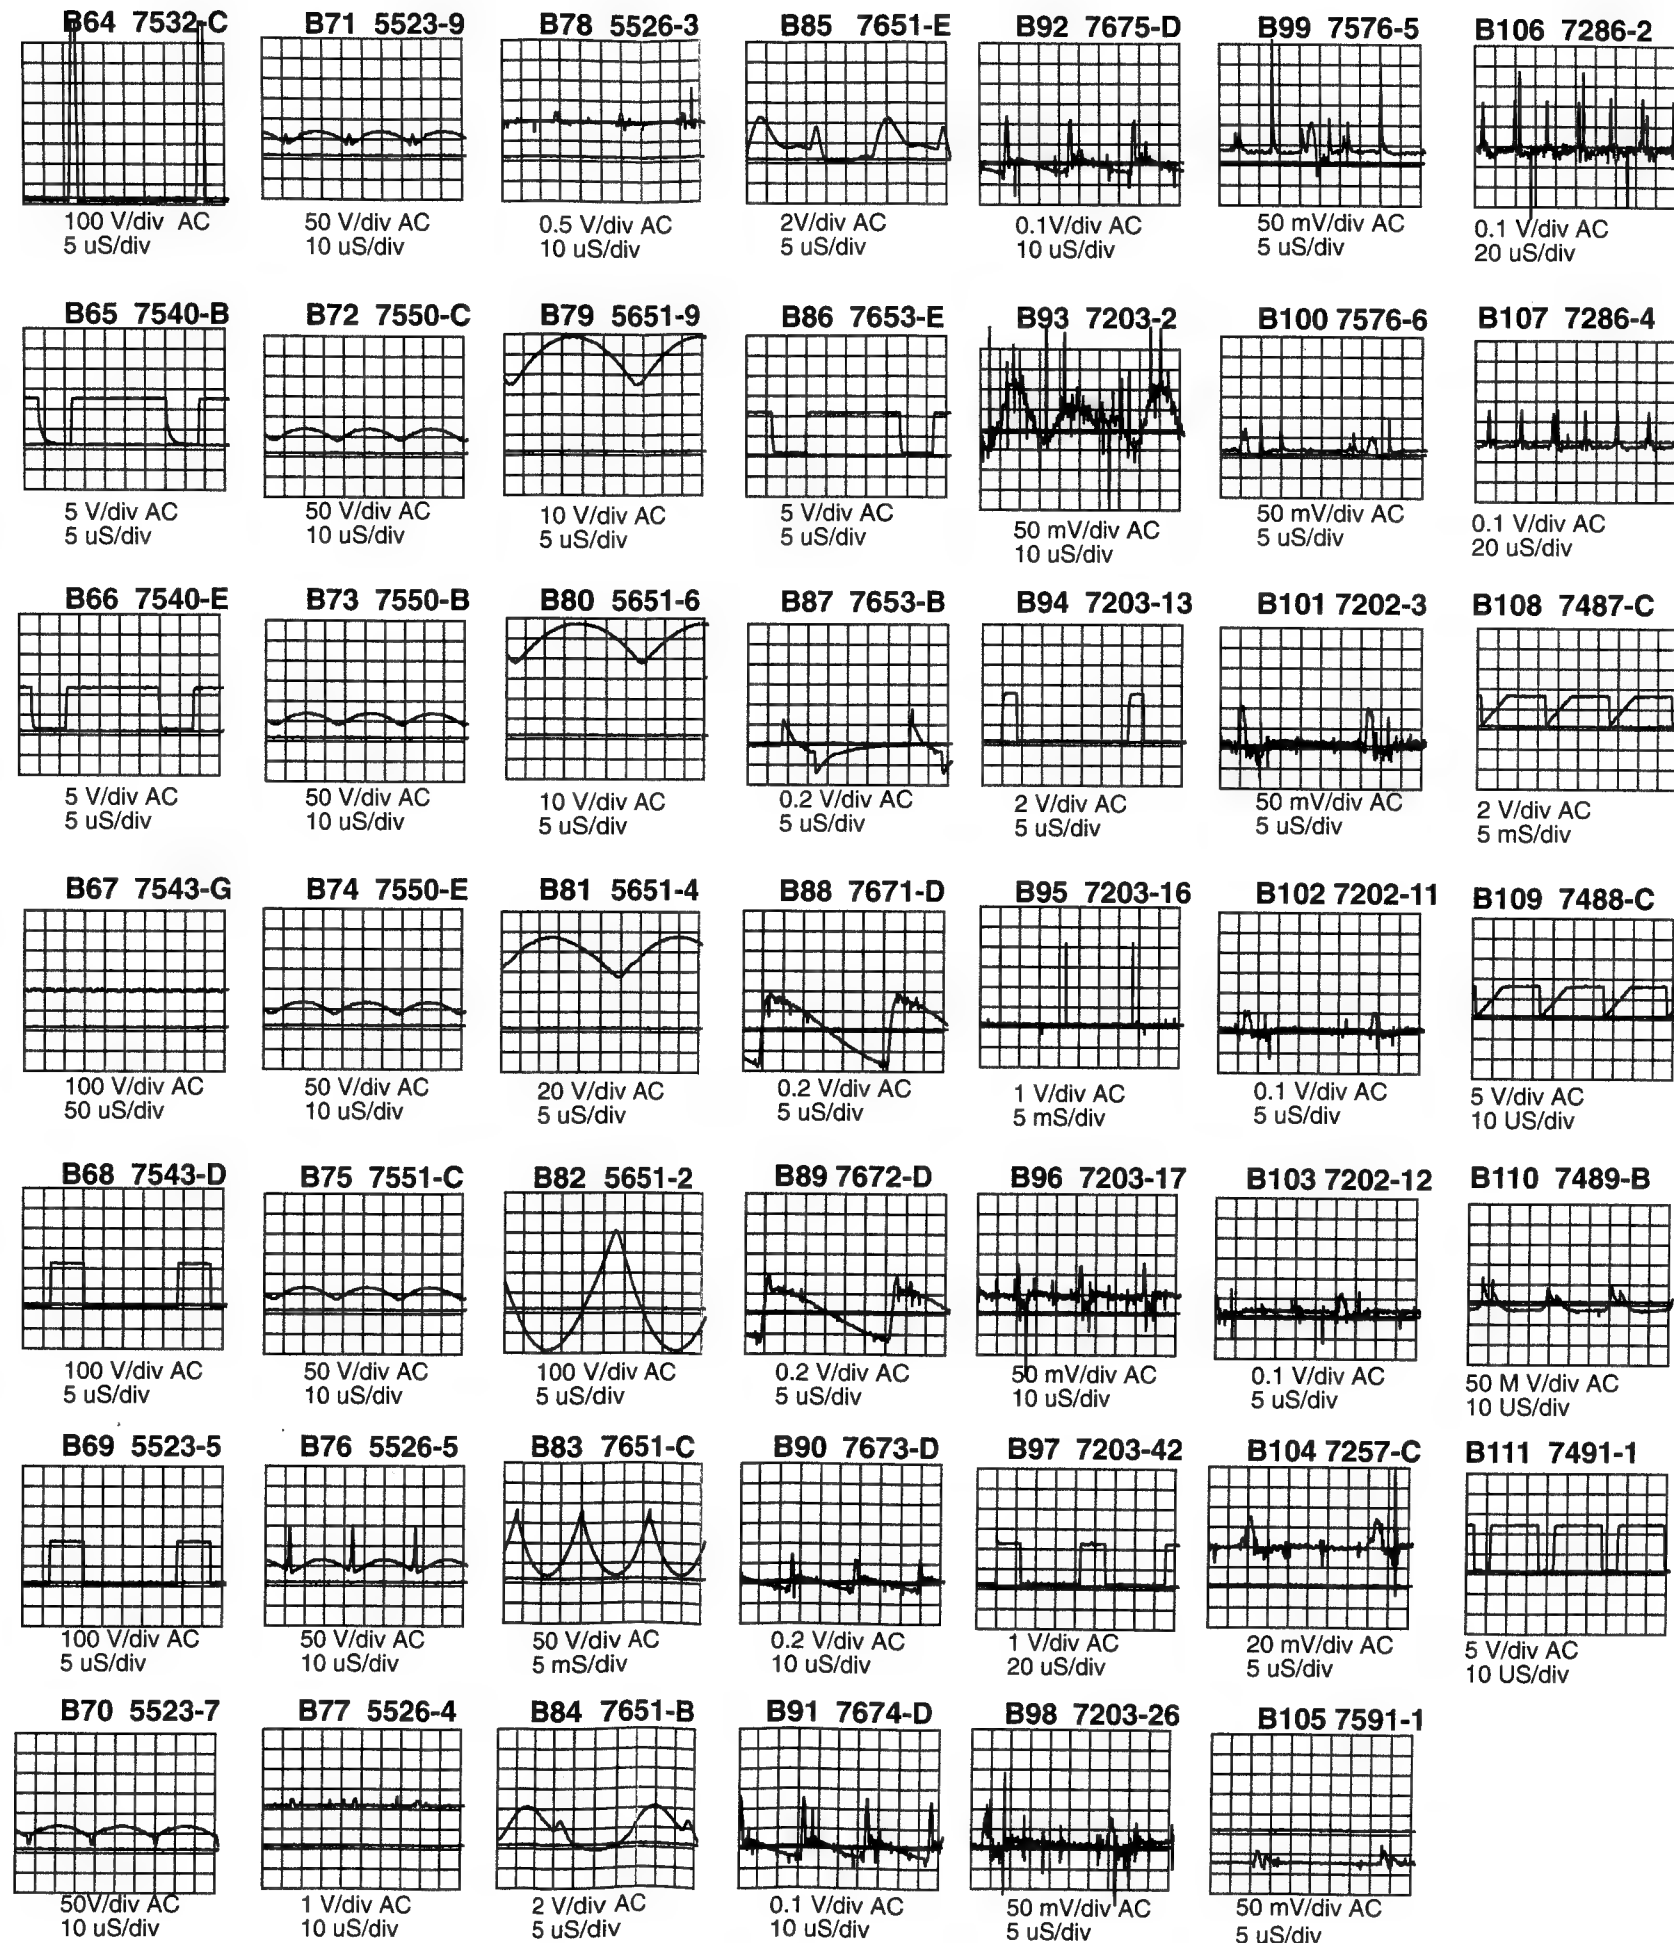 B64 7532-C
100 V/div AC
5 uS/div
B71 5523-9
50 V/div AC
10 uS/div
B78 5526-3
0.5 V/div AC
10 uS/div
B85 7651-E
2V/div AC
5 uS/div
B92 7675-D
0.1V/div AC
10 uS/div
B99 7576-5
50 mV/div AC
5 uS/div
B106 7286-2
0.1 V/div AC
20 uS/div
B65 7540-B
5 V/div AC
5 uS/div
B72 7550-C
50 V/div AC
10 uS/div
B79 5651-9
10 V/div AC
5 uS/div
B86 7653-E
5 V/div AC
5 uS/div
B93 7203-2
50 mV/div AC
10 uS/div
B100 7576-6
50 mV/div AC
5 uS/div
B107 7286-4
0.1 V/div AC
20 uS/div
B66 7540-E
5 V/div AC
5 uS/div
B73 7550-B
50 V/div AC
10 uS/div
B80 5651-6
10 V/div AC
5 uS/div
B87 7653-B
0.2 V/div AC
5 uS/div
B94 7203-13
2 V/div AC
5 uS/div
B101 7202-3
50 mV/div AC
5 uS/div
B108 7487-C
2 V/div AC
5 mS/div
B67 7543-G
100 V/div AC
50 uS/div
B74 7550-E
50 V/div AC
10 uS/div
B81 5651-4
20 V/div AC
5 uS/div
B88 7671-D
0.2 V/div AC
5 uS/div
B95 7203-16
1 V/div AC
5 mS/div
B102 7202-11
0.1 V/div AC
5 uS/div
B109 7488-C
5 V/div AC
10 US/div
B68 7543-D
100 V/div AC
5 uS/div
B75 7551-C
50 V/div AC
10 uS/div
B82 5651-2
100 V/div AC
5 uS/div
B89 7672-D
0.2 V/div AC
5 uS/div
B96 7203-17
50 mV/div AC
10 uS/div
B103 7202-12
0.1 V/div AC
5 uS/div
B110 7489-B
50 M V/div AC
10 US/div
B69 5523-5
100 V/div AC
5 uS/div
B76 5526-5
50 V/div AC
10 uS/div
B83 7651-C
50 V/div AC
5 mS/div
B90 7673-D
0.2 V/div AC
10 uS/div
B97 7203-42
1 V/div AC
20 uS/div
B104 7257-C
20 mV/div AC
5 uS/div
B111 7491-1
5 V/div AC
10 US/div
B70 5523-7
50V/div AC
10 uS/div
B77 5526-4
1 V/div AC
10 uS/div
B84 7651-B
2 V/div AC
5 uS/div
B91 7674-D
0.1 V/div AC
10 uS/div
B98 7203-26
50 mV/div AC
5 uS/div
B105 7591-1
50 mV/div AC
5 uS/div